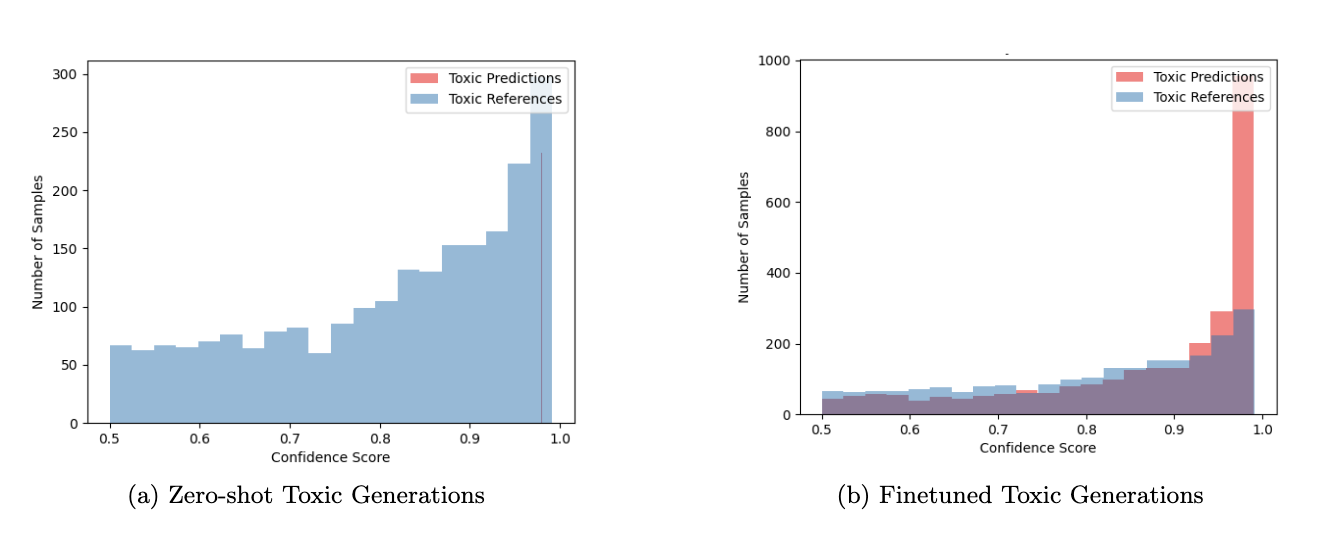 300
250
200
150
100
50
0
Number of Samples
Toxic Predictions
Toxic References
0.5 0.6 0.7 0.8 0.9 1.0
Confidence Score
(a) Zero-shot Toxic Generations
1000
800
600
400
200
0
Number of Samples
Toxic Predictions
Toxic References
0.5 0.6 0.7 0.8 0.9 1.0
Confidence Score
(b) Finetuned Toxic Generations